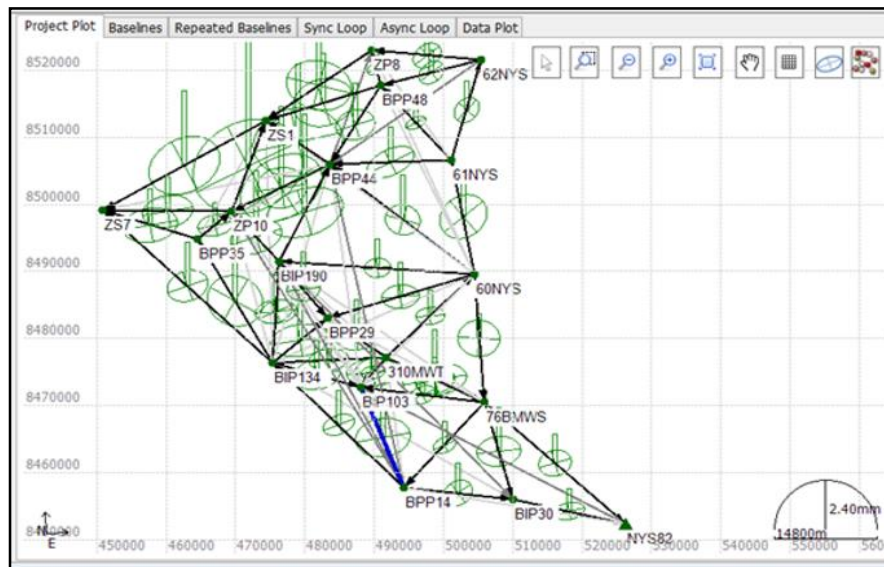 Project Plot Baselines Repeated Baselines Sync Loop Async Loop Data Plot
8520000
ZP8
62NYS
BPP48
8510000
ZS1
BPP44
61NYS
8500000
ZS7
ZP10
BPP35
8490000
BIP190
60NYS
8480000
BPP29
BIP134
310MWT
8470000
BIP103
76BMWS
8460000
BPP14
BIP30
2.40mm
NYS82
14800m
N
E
450000 460000 470000 480000 490000 500000 510000 520000 530000 540000 550000